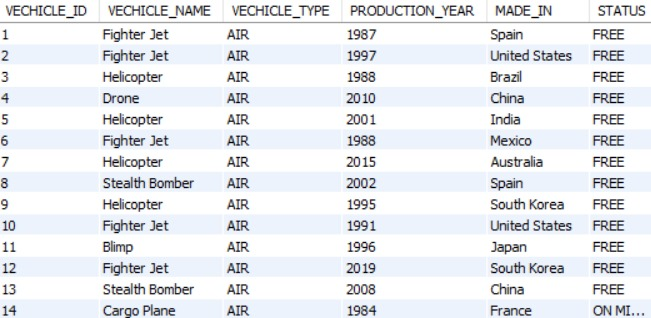 VECHICLE_ID VECHICLE_NAME VECHICLE_TYPE PRODUCTION_YEAR MADE_IN STATUS
1 Fighter Jet AIR 1987 Spain FREE
2 Fighter Jet AIR 1997 United States FREE
3 Helicopter AIR 1988 Brazil FREE
4 Drone AIR 2010 China FREE
5 Helicopter AIR 2001 India FREE
6 Fighter Jet AIR 1988 Mexico FREE
7 Helicopter AIR 2015 Australia FREE
8 Stealth Bomber AIR 2002 Spain FREE
9 Helicopter AIR 1995 South Korea FREE
10 Fighter Jet AIR 1991 United States FREE
11 Blimp AIR 1996 Japan FREE
12 Fighter Jet AIR 2019 South Korea FREE
13 Stealth Bomber AIR 2008 China FREE
14 Cargo Plane AIR 1984 France ON MI...